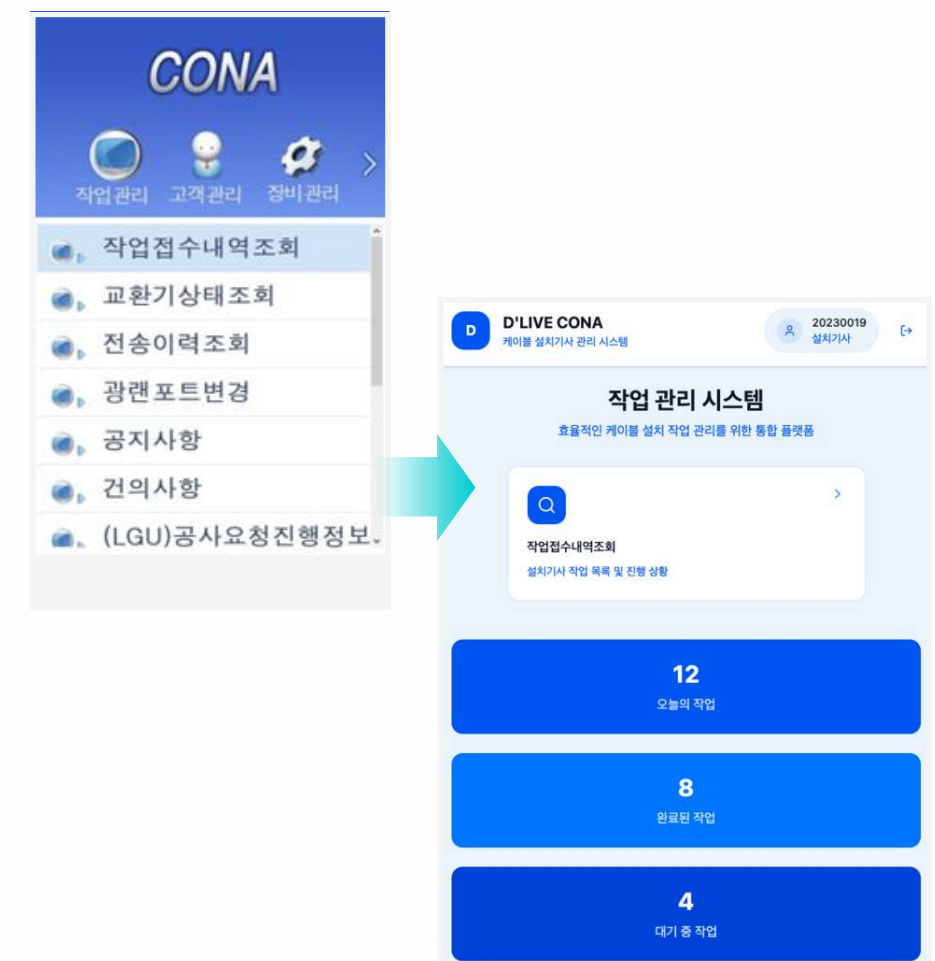 CONA
작업관리 고객관리 장비관리
작업접수내역조회
교환기상태조회
전송이력조회
광랜포트변경
공지사항
건의사항
(LGU)공사요청진행정보
D
D'LIVE CONA
케이블 설치기사 관리 시스템
20230019
설치기사
작업 관리 시스템
효율적인 케이블 설치 작업 관리를 위한 통합 플랫폼
작업접수내역조회
설치기사 작업 목록 및 진행 상황
12
오늘의 작업
8
완료된 작업
4
대기 중 작업